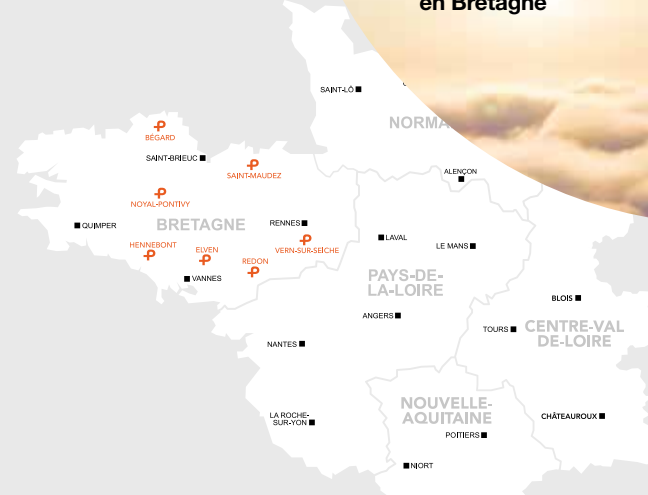 en Bretagne
SAINT-LÔ
NORMA
BÉGARD
SAINT-BRIEUC
SAINT-MAUDEZ
ALENÇON
NOYAL-PONTIVY
QUIMPER
BRETAGNE
RENNES
LAVAL
LE MANS
HENNEBONT
ELVEN
REDON
VERN-SUR-SEICHE
VANNES
PAYS-DE-
LA-LOIRE
BLOIS
ANGERS
TOURS
CENTRE-VAL
DE-LOIRE
NANTES
NOUVELLE-
AQUITAINE
LA ROCHE-
SUR-YON
CHÂTEAUROUX
POITIERS
NIORT